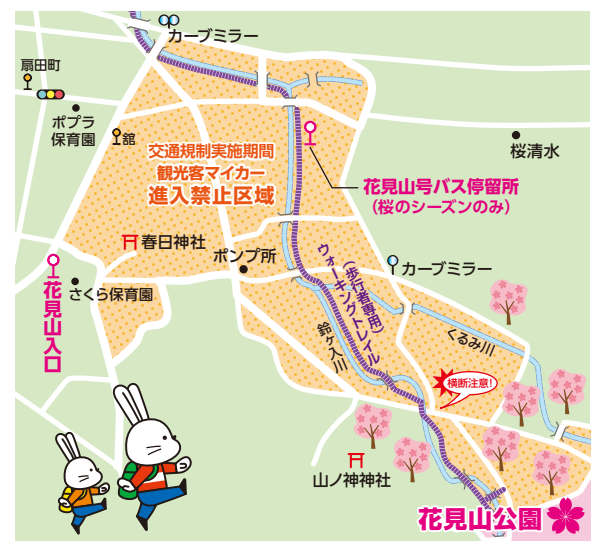 カーブミラー
扇田町
ポプラ
保育園
舘
交通規制実施期間
観光客マイカー
進入禁止区域
桜清水
花見山号バス停留所
(桜のシーズンのみ)
春日神社
ポンプ所
カーブミラー
さくら保育園
花見山入口
(歩行者専用)
ウォーキングトレイル
鈴ヶ入川
くるみ川
横断注意!
山ノ神神社
花見山公園